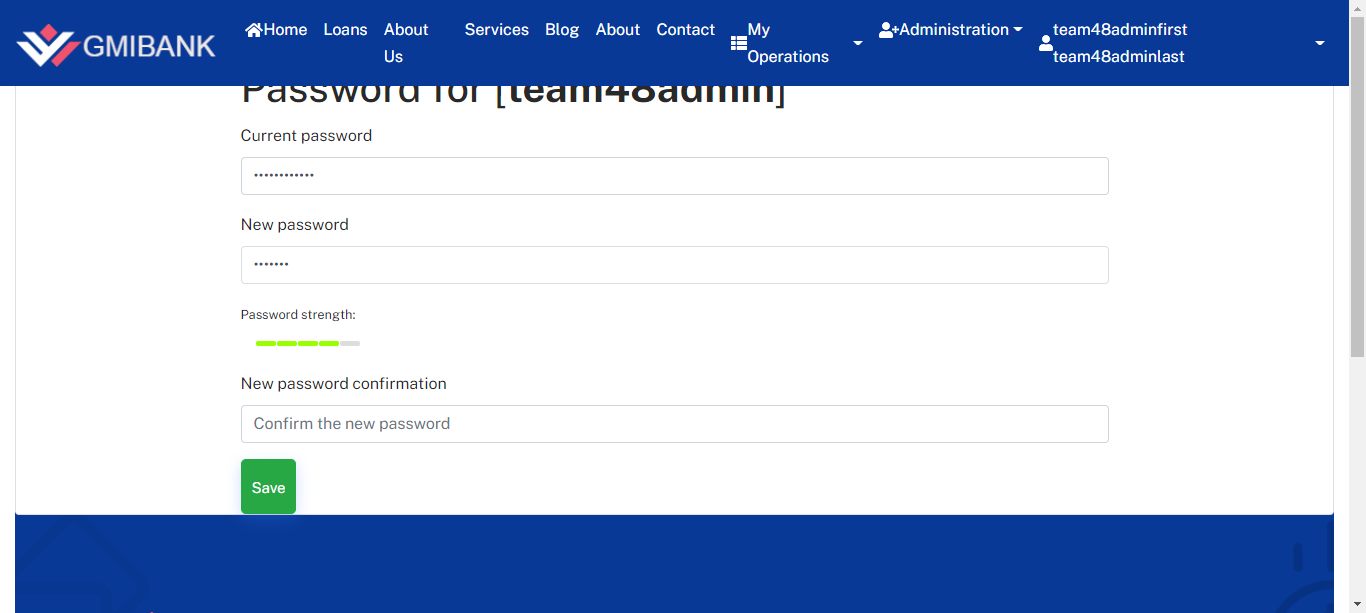 GMIBANK
Home Loans About Us Services Blog About Contact My Operations Administration team48adminfirst team48adminlast
Password for [team48admin]
Current password
••••••••••••
New password
•••••••
Password strength:
New password confirmation
Confirm the new password
Save